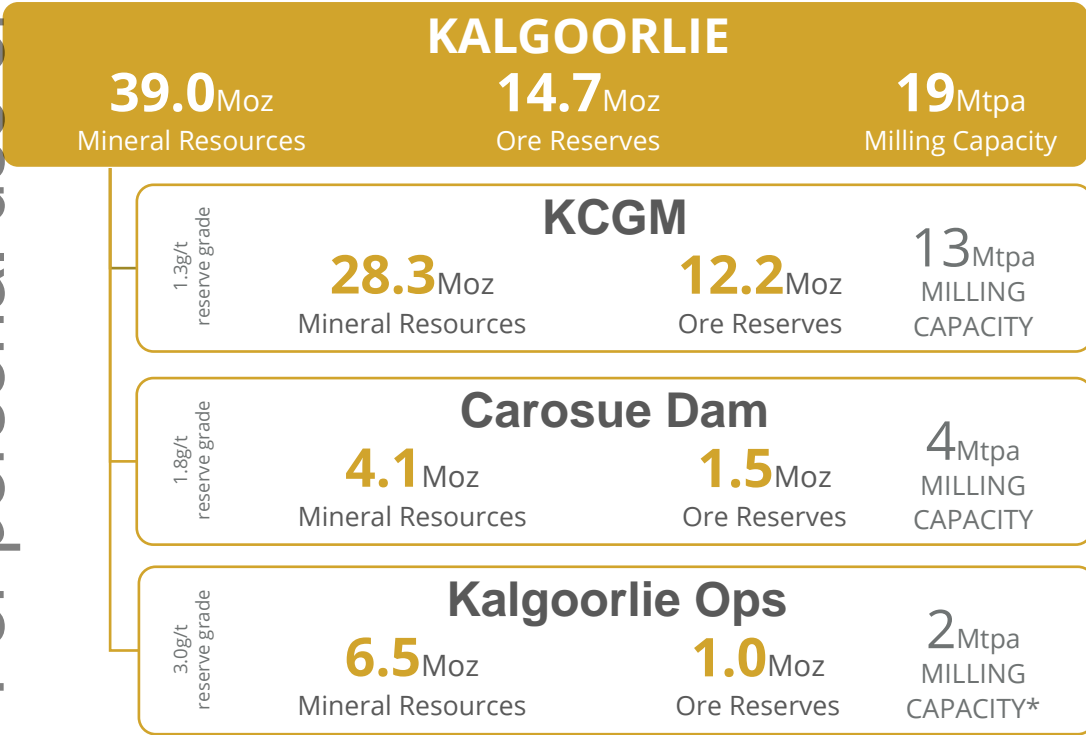 KALGOORLIE
39.0Moz
Mineral Resources
14.7Moz
Ore Reserves
19Mtpa
Milling Capacity
1.3g/t
reserve grade
KCGM
28.3Moz
Mineral Resources
12.2Moz
Ore Reserves
13Mtpa
MILLING
CAPACITY
1.8g/t
reserve grade
Carosue Dam
4.1Moz
Mineral Resources
1.5Moz
Ore Reserves
4Mtpa
MILLING
CAPACITY
3.0g/t
reserve grade
Kalgoorlie Ops
6.5Moz
Mineral Resources
1.0Moz
Ore Reserves
2Mtpa
MILLING
CAPACITY*